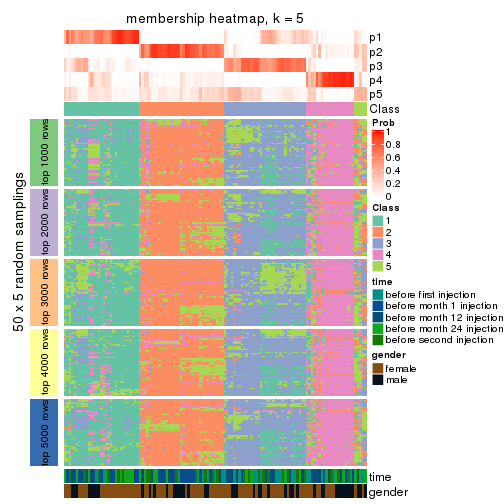 membership heatmap, k = 5
p1
p2
p3
p4
p5
Class
50 x 5 random samplings
top 1000 rows
top 2000 rows
top 3000 rows
top 4000 rows
top 5000 rows
Prob
1
0.8
0.6
0.4
0.2
0
Class
1
2
3
4
5
time
before first injection
before month 1 injection
before month 12 injection
before month 24 injection
before second injection
gender
female
male
time
gender